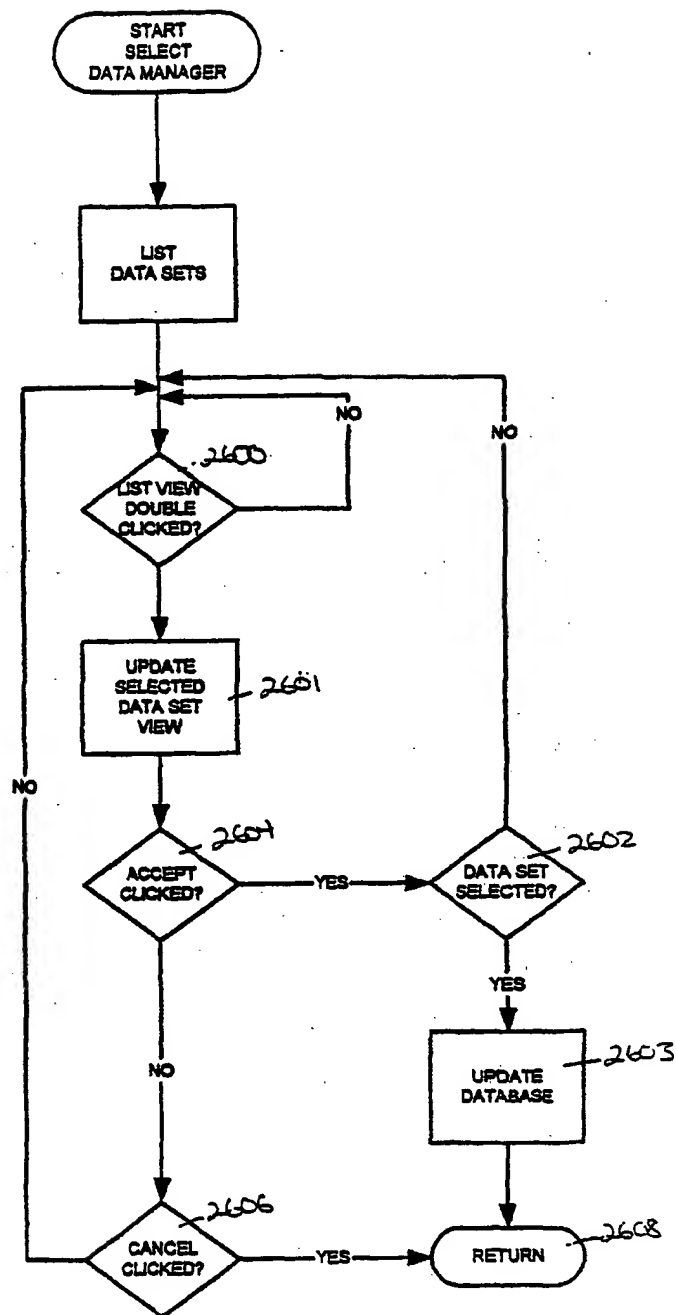 START
SELECT
DATA MANAGER
LIST
DATA SETS
NO
NO
2600
LIST VIEW
DOUBLE
CLICKED?
UPDATE
SELECTED
DATA SET
VIEW
2601
NO
2604
ACCEPT
CLICKED?
YES
2602
DATA SET
SELECTED?
YES
NO
UPDATE
DATABASE
2603
2606
CANCEL
CLICKED?
YES
RETURN
2608